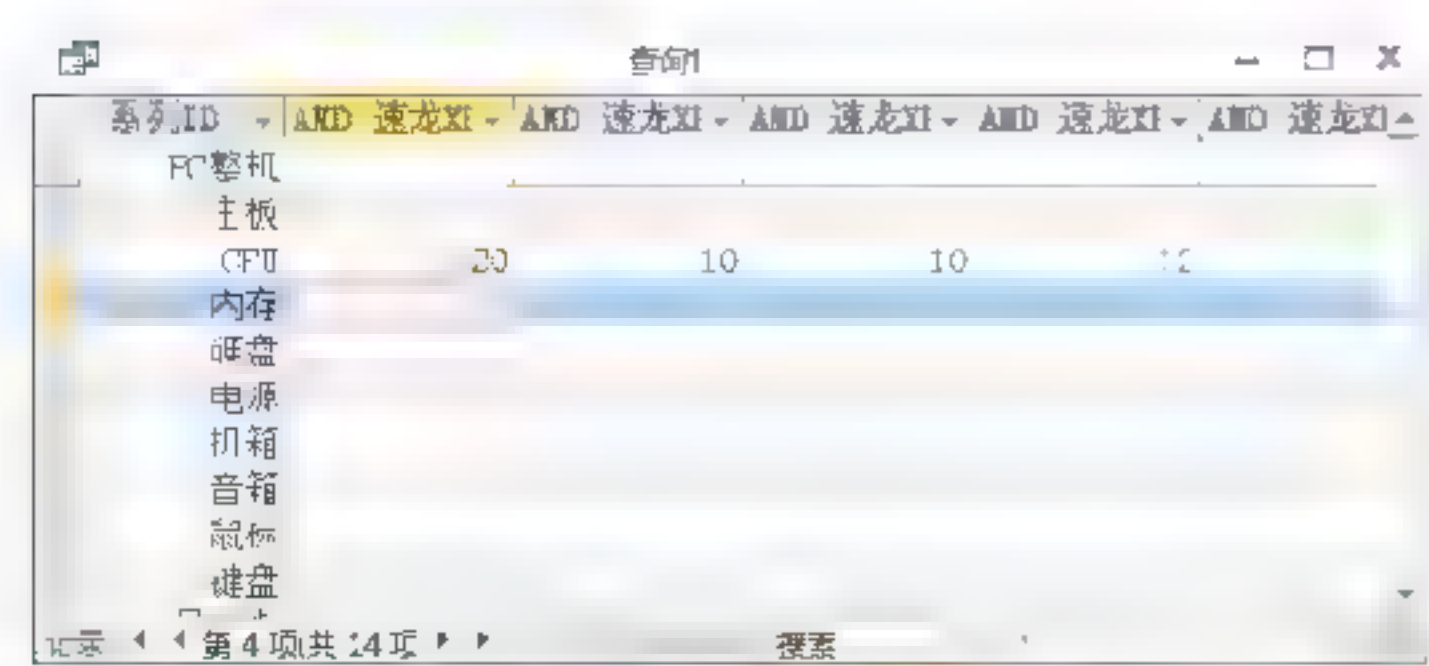 查询1
系列ID AMD 速龙XI AMD 速龙XI AMD 速龙XI AMD 速龙XI AMD 速龙XI
PC整机
主板
CPU 20 10 10 12
内存
硬盘
电源
机箱
音箱
鼠标
键盘
记录 第 4 项(共 14 项 搜索